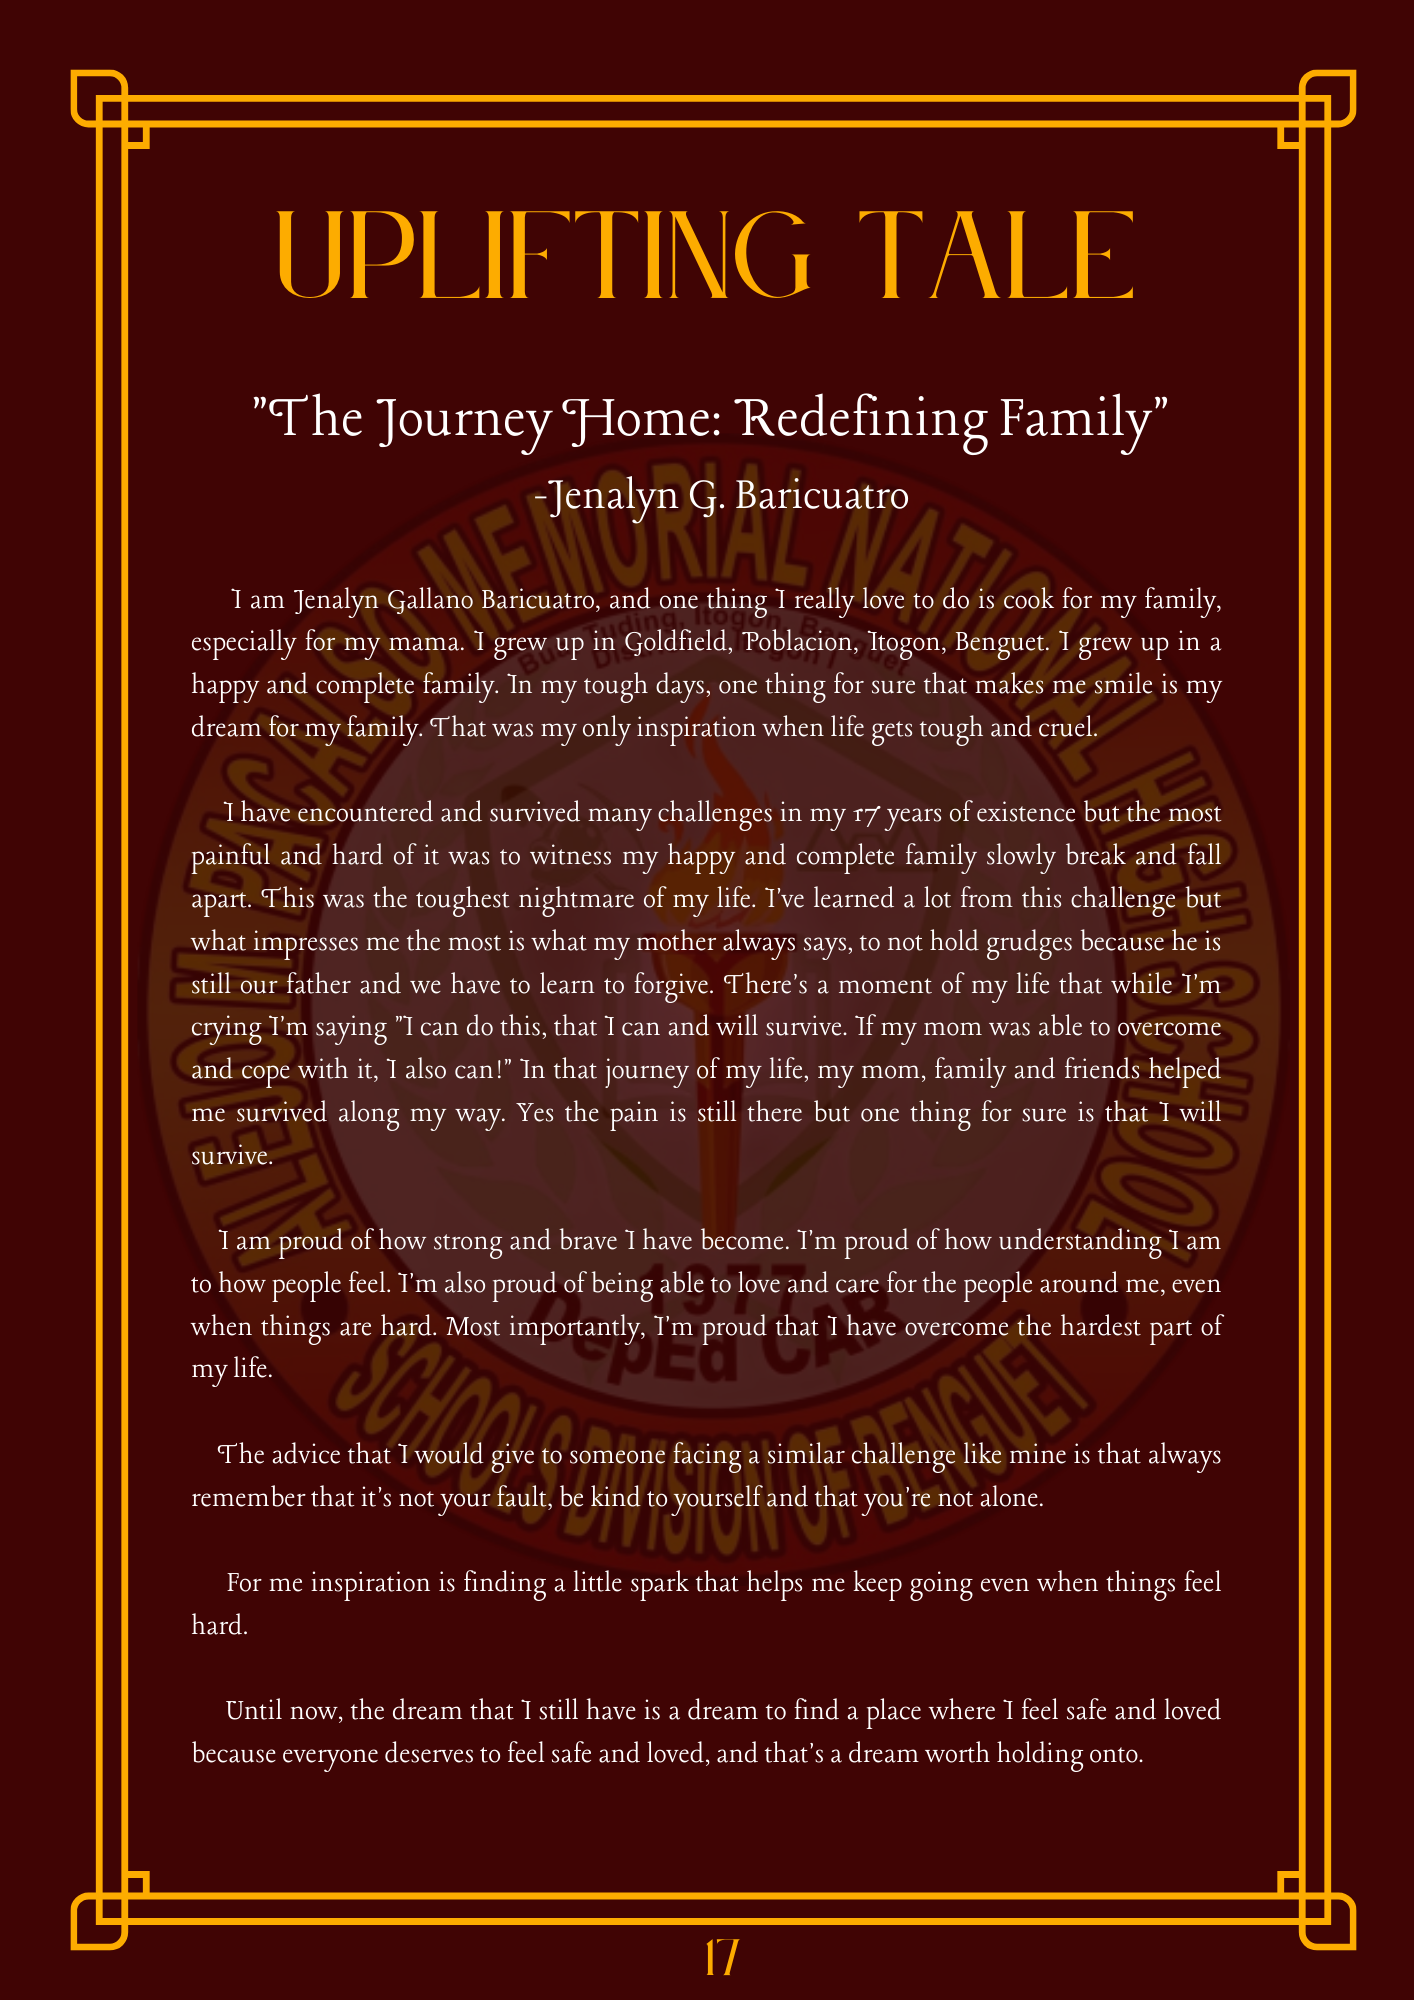 UPLIFTING TALE
"The Journey Home: Redefining Family"
-Jenalyn G. Baricuatro
I am Jenalyn Gallano Baricuatro, and one thing I really love to do is cook for my family,
especially for my mama. I grew up in Goldfield, Poblacion, Itogon, Benguet. I grew up in a
happy and complete family. In my tough days, one thing for sure that makes me smile is my
dream for my family. That was my only inspiration when life gets tough and cruel.
I have encountered and survived many challenges in my 17 years of existence but the most
painful and hard of it was to witness my happy and complete family slowly break and fall
apart. This was the toughest nightmare of my life. I've learned a lot from this challenge but
what impresses me the most is what my mother always says, to not hold grudges because he is
still our father and we have to learn to forgive. There's a moment of my life that while I'm
crying I'm saying "I can do this, that I can and will survive. If my mom was able to overcome
and cope with it, I also can!" In that journey of my life, my mom, family and friends helped
me survived along my way. Yes the pain is still there but one thing for sure is that I will
survive.
I am proud of how strong and brave I have become. I'm proud of how understanding I am
to how people feel. I'm also proud of being able to love and care for the people around me, even
when things are hard. Most importantly, I'm proud that I have overcome the hardest part of
my life.
The advice that I would give to someone facing a similar challenge like mine is that always
remember that it's not your fault, be kind to yourself and that you're not alone.
For me inspiration is finding a little spark that helps me keep going even when things feel
hard.
Until now, the dream that I still have is a dream to find a place where I feel safe and loved
because everyone deserves to feel safe and loved, and that's a dream worth holding onto.
ALEJO M. PACALSO MEMORIAL NATIONAL HIGH SCHOOL
Tuding, Itogon, Benguet
1977
DepEd CAR
SCHOOLS DIVISION OF BENGUET
17